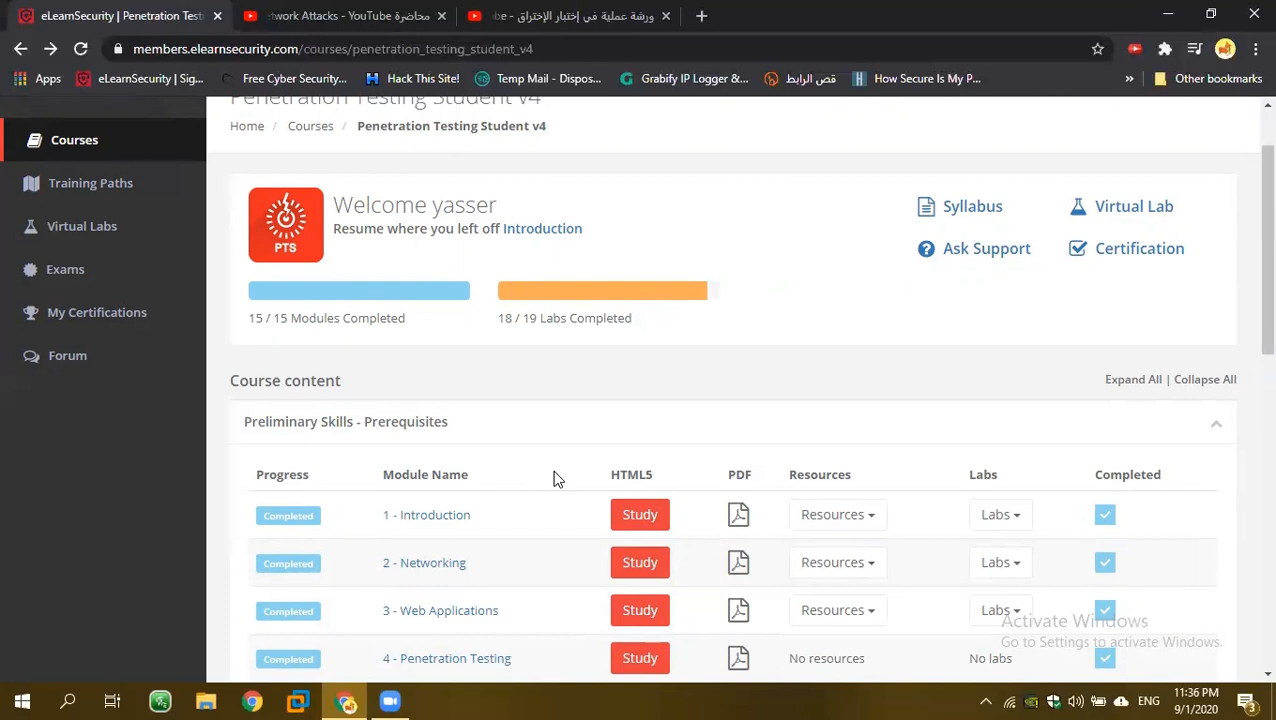 eLearnSecurity | Penetration Tes
twork Attacks - YouTube محاضرة
ورشة عملية في إختبار الإختراق - be
members.elearnsecurity.com/courses/penetration_testing_student_v4
Apps
eLearnSecurity | Sig...
Free Cyber Security...
Hack This Site!
Temp Mail - Dispos...
Grabify IP Logger &...
قص الرابط
How Secure Is My P...
»
Other bookmarks
Penetration Testing Student v4
Home / Courses / Penetration Testing Student v4
Courses
Training Paths
Virtual Labs
Exams
My Certifications
Forum
PTS
Welcome yasser
Resume where you left off Introduction
Syllabus
Virtual Lab
Ask Support
Certification
15 / 15 Modules Completed
18 / 19 Labs Completed
Course content
Expand All | Collapse All
Preliminary Skills - Prerequisites
Progress Module Name HTML5 PDF Resources Labs Completed
Completed 1 - Introduction Study Resources Labs
Completed 2 - Networking Study Resources Labs
Completed 3 - Web Applications Study Resources Labs
Completed 4 - Penetration Testing Study No resources No labs
Activate Windows
Go to Settings to activate Windows.
ENG
11:36 PM
9/1/2020
3